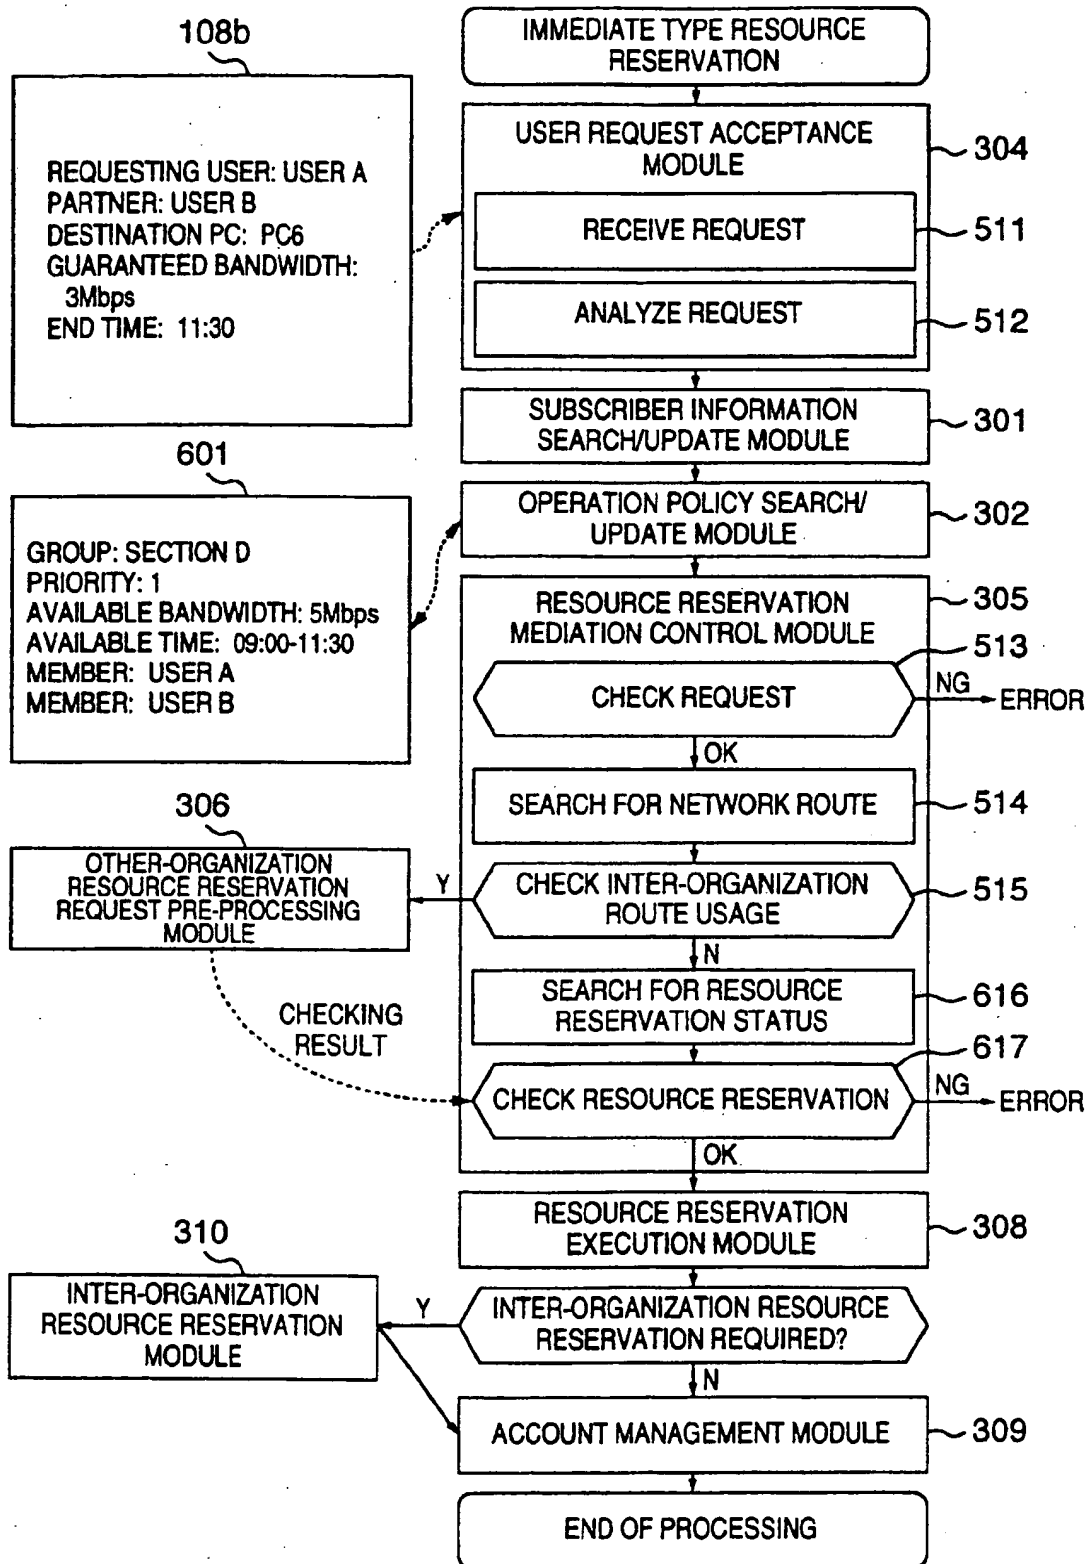 IMMEDIATE TYPE RESOURCE
RESERVATION
108b
REQUESTING USER: USER A
PARTNER: USER B
DESTINATION PC: PC6
GUARANTEED BANDWIDTH:
3Mbps
END TIME: 11:30
USER REQUEST ACCEPTANCE
MODULE
304
RECEIVE REQUEST
511
ANALYZE REQUEST
512
SUBSCRIBER INFORMATION
SEARCH/UPDATE MODULE
301
601
GROUP: SECTION D
PRIORITY: 1
AVAILABLE BANDWIDTH: 5Mbps
AVAILABLE TIME: 09:00-11:30
MEMBER: USER A
MEMBER: USER B
OPERATION POLICY SEARCH/
UPDATE MODULE
302
RESOURCE RESERVATION
MEDIATION CONTROL MODULE
305
513
CHECK REQUEST
NG
ERROR
OK
SEARCH FOR NETWORK ROUTE
514
306
OTHER-ORGANIZATION
RESOURCE RESERVATION
REQUEST PRE-PROCESSING
MODULE
Y
CHECK INTER-ORGANIZATION
ROUTE USAGE
515
N
SEARCH FOR RESOURCE
RESERVATION STATUS
616
CHECKING
RESULT
617
CHECK RESOURCE RESERVATION
NG
ERROR
OK
RESOURCE RESERVATION
EXECUTION MODULE
308
310
INTER-ORGANIZATION
RESOURCE RESERVATION
MODULE
Y
INTER-ORGANIZATION RESOURCE
RESERVATION REQUIRED?
N
ACCOUNT MANAGEMENT MODULE
309
END OF PROCESSING